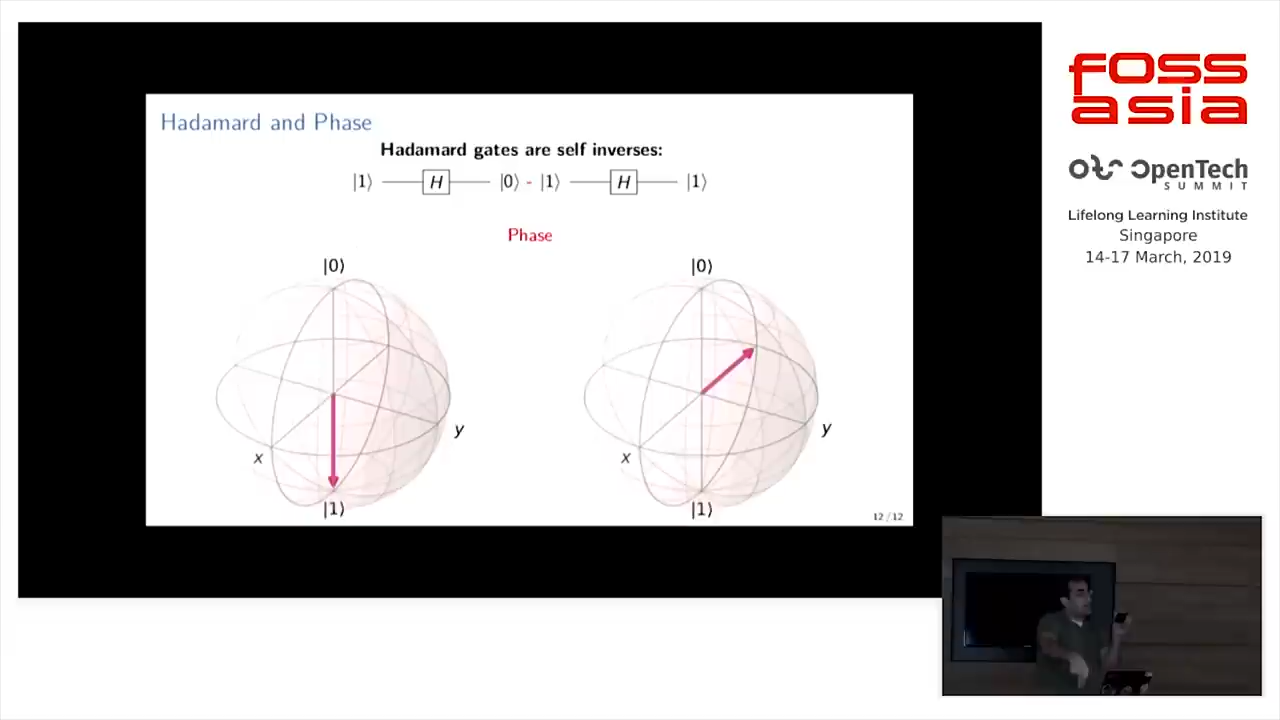 Hadamard and Phase
Hadamard gates are self inverses:
|1⟩ H |0⟩ - |1⟩ H |1⟩
Phase
|0⟩ |0⟩
y y
x x
|1⟩ |1⟩
12/12
FOSS
asia
OpenTech
SUMMIT
Lifelong Learning Institute
Singapore
14-17 March, 2019